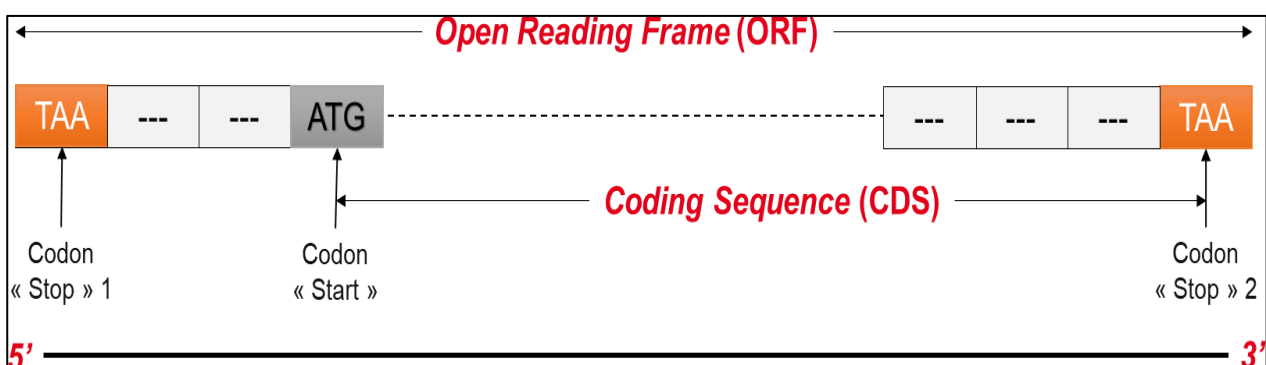 Open Reading Frame (ORF)
TAA --- --- ATG --- --- --- TAA
Coding Sequence (CDS)
Codon Codon Codon
« Stop » 1 « Start » « Stop » 2
5' 3'